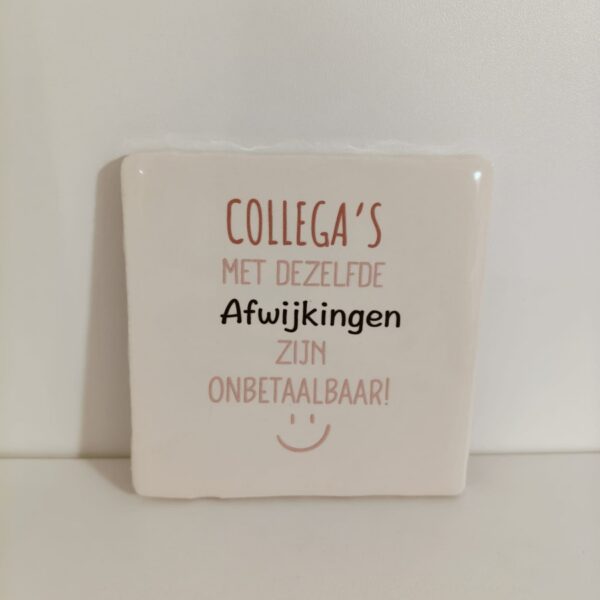 COLLEGA'S
MET DEZELFDE
Afwijkingen
ZIJN
ONBETAALBAAR!